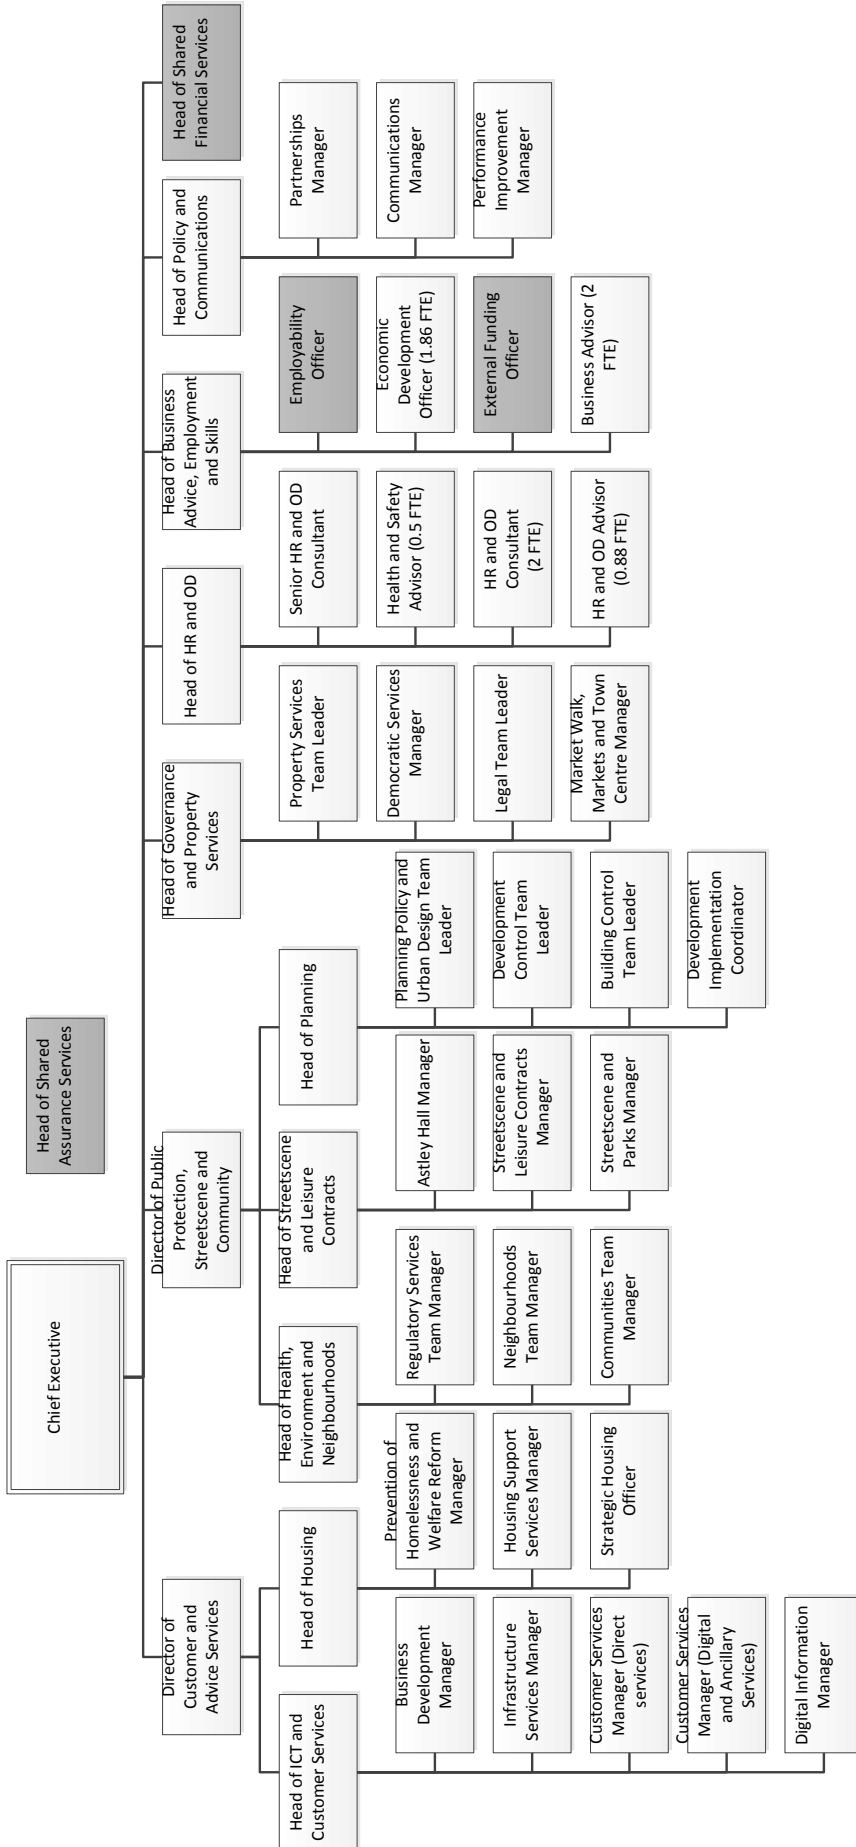 Chief Executive
Head of Shared
Assurance Services
Director of
Customer and
Advice Services
Director of Public
Protection,
Streetscene and
Community
Head of Governance
and Property
Services
Head of HR and OD
Head of Business
Advice, Employment
and Skills
Head of Policy and
Communications
Head of Shared
Financial Services
Head of ICT and
Customer Services
Head of Housing
Head of Health,
Environment and
Neighbourhoods
Head of Streetscene
and Leisure
Contracts
Head of Planning
Business
Development
Manager
Infrastructure
Services Manager
Customer Services
Manager (Direct
services)
Customer Services
Manager (Digital
and Ancillary
Services)
Digital Information
Manager
Prevention of
Homelessness and
Welfare Reform
Manager
Housing Support
Services Manager
Strategic Housing
Officer
Regulatory Services
Team Manager
Neighbourhoods
Team Manager
Communities Team
Manager
Astley Hall Manager
Streetscene and
Leisure Contracts
Manager
Streetscene and
Parks Manager
Planning Policy and
Urban Design Team
Leader
Development
Control Team
Leader
Building Control
Team Leader
Development
Implementation
Coordinator
Property Services
Team Leader
Democratic Services
Manager
Legal Team Leader
Market Walk,
Markets and Town
Centre Manager
Senior HR and OD
Consultant
Health and Safety
Advisor (0.5 FTE)
HR and OD
Consultant
(2 FTE)
HR and OD Advisor
(0.88 FTE)
Employability
Officer
Economic
Development
Officer (1.86 FTE)
External Funding
Officer
Business Advisor (2
FTE)
Partnerships
Manager
Communications
Manager
Performance
Improvement
Manager